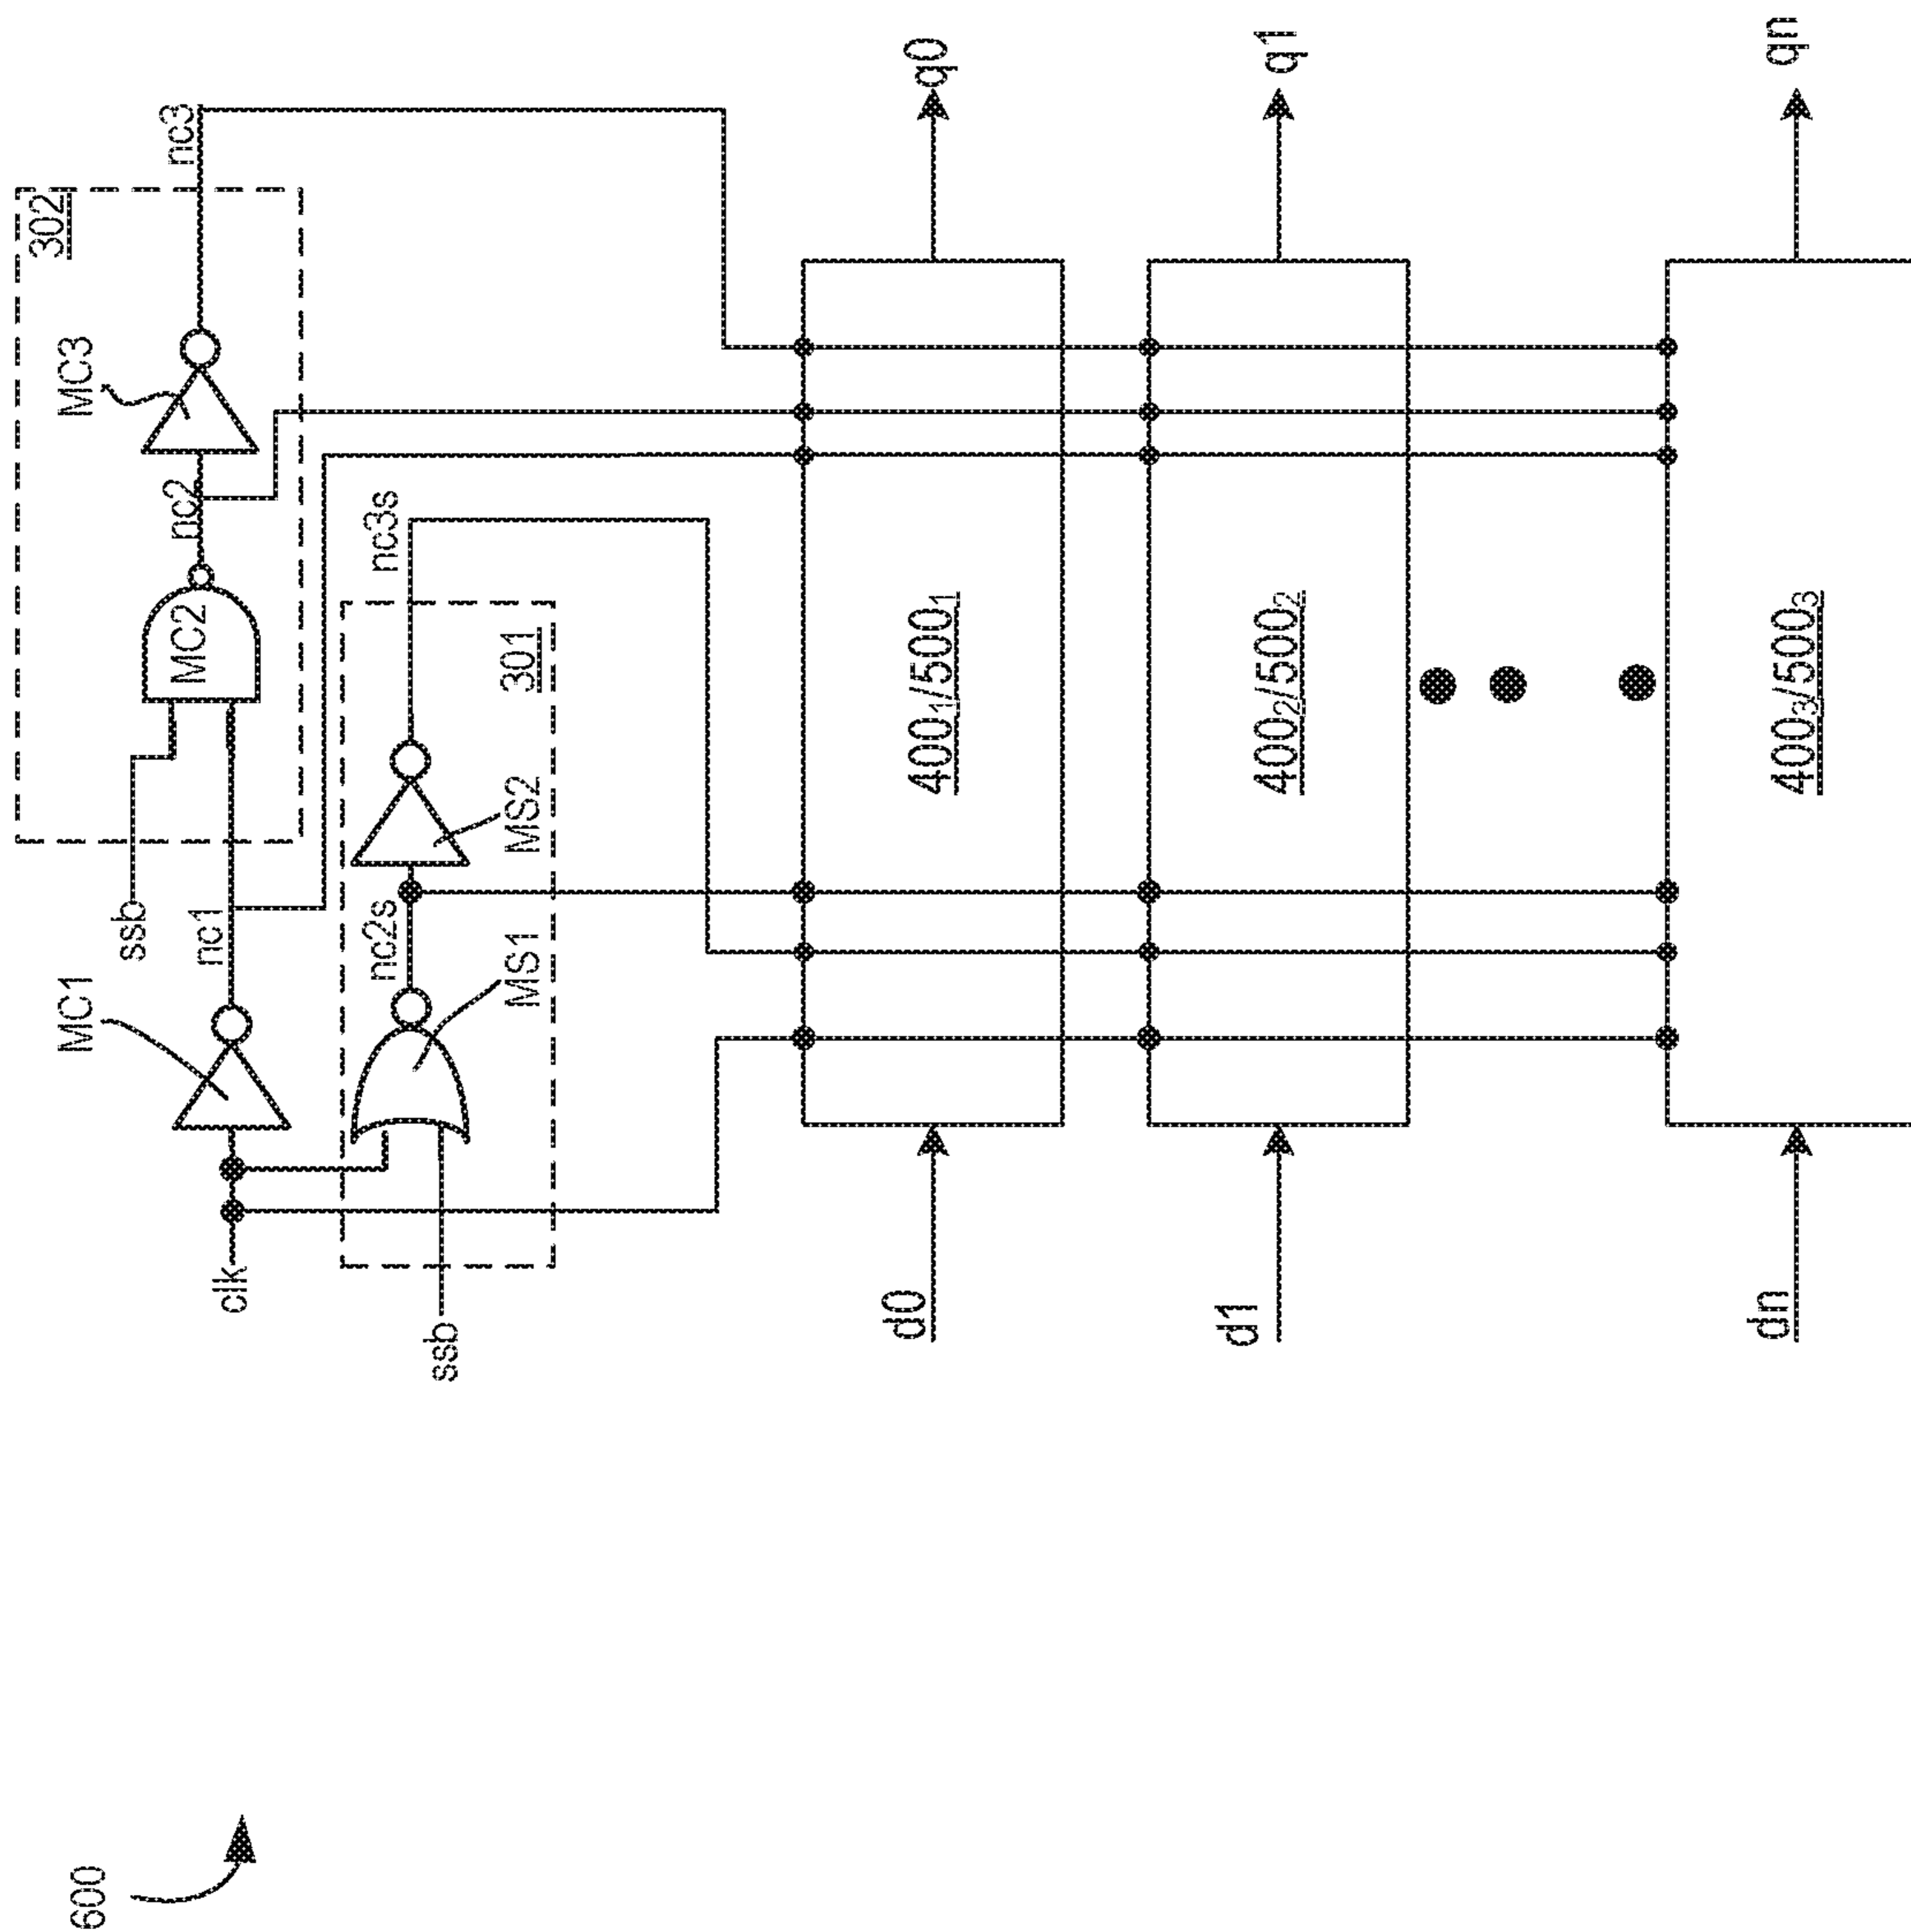 600
clk
MC1
nc1
ssb
MC2
nc2
MC3
302
nc3
ssb
MS1
nc2s
MS2
301
nc3s
d0
400₁/500₁
q0
d1
400₂/500₂
q1
dn
400₃/500₃
qn